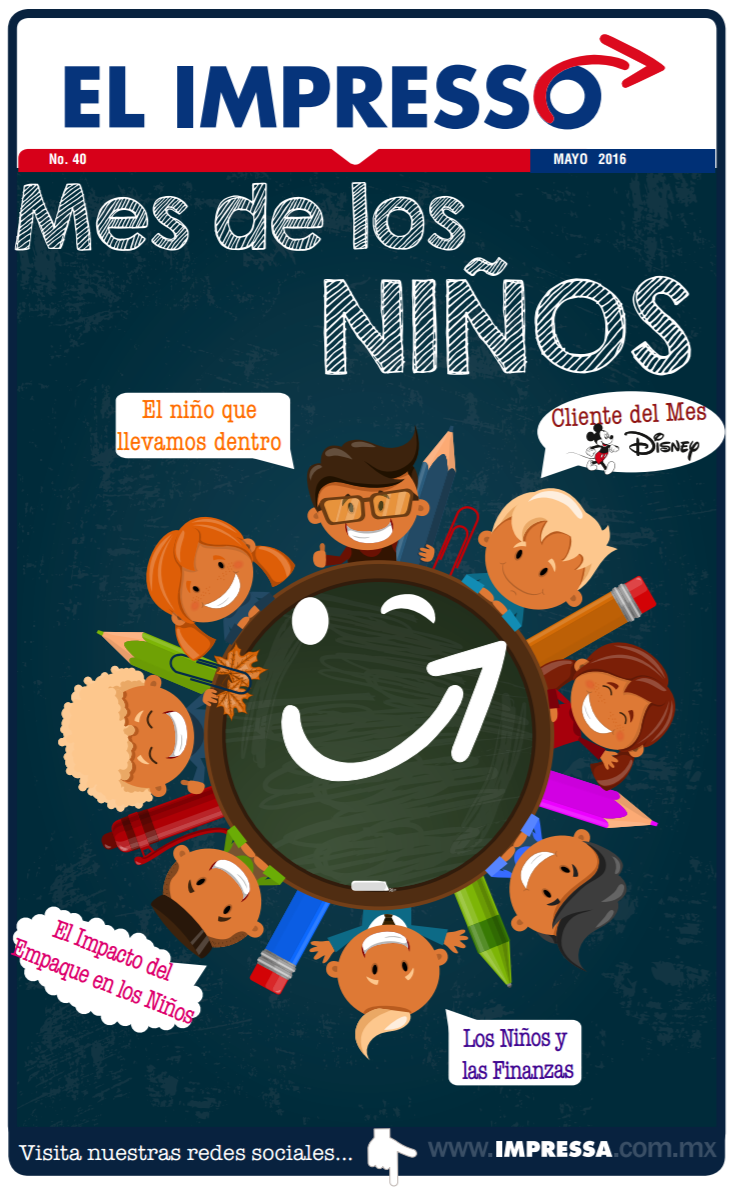 EL IMPRESSO
No. 40
MAYO 2016
Mes de los
NIÑOS
El niño que
llevamos dentro
Cliente del Mes
Disney
El Impacto del
Empaque en los Niños
Los Niños y
las Finanzas
Visita nuestras redes sociales...
www.IMPRESSA.com.mx